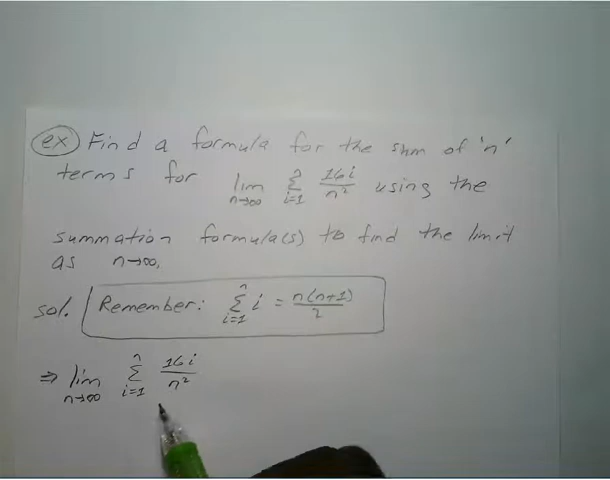 ex Find a formula for the sum of 'n'
terms for lim n→∞ n Σ i=1 16i/n² using the
summation formula(s) to find the limit
as n→∞.
sol. Remember: n Σ i=1 i = n(n+1)/2
⇒ lim n→∞ n Σ i=1 16i/n²